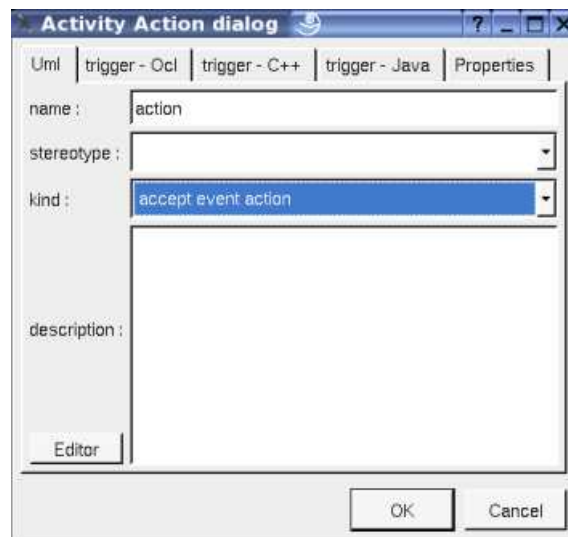 Activity Action dialog
Uml trigger - Ocl trigger - C++ trigger - Java Properties
name : action
stereotype :
kind : accept event action
description :
Editor
OK Cancel